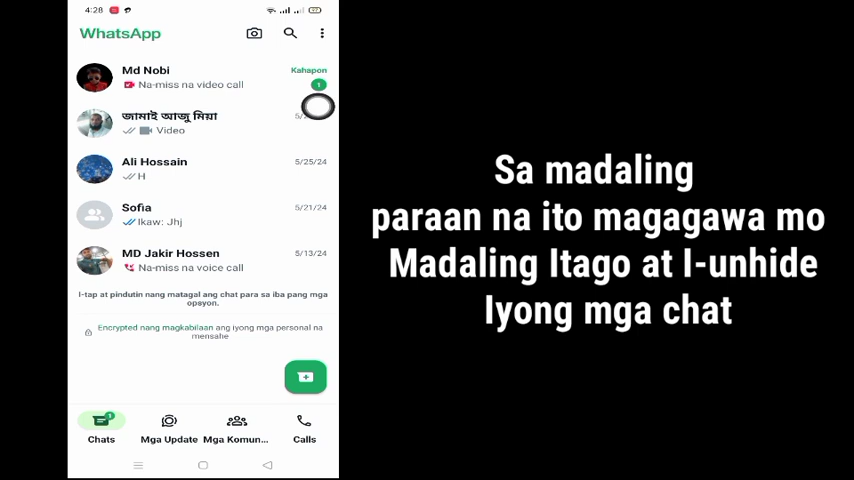 4:28
WhatsApp
Md Nobi
Kahapon
Na-miss na video call
1
জামাই আজু মিয়া
Video
Ali Hossain
5/25/24
H
Sofia
5/21/24
Ikaw: Jhj
MD Jakir Hossen
5/13/24
Na-miss na voice call
I-tap at pindutin nang matagal ang chat para sa iba pang mga
opsyon.
Encrypted nang magkabilaan ang iyong mga personal na
mensahe
1
Chats
Mga Update
Mga Komun...
Calls
Sa madaling
paraan na ito magagawa mo
Madaling Itago at I-unhide
Iyong mga chat